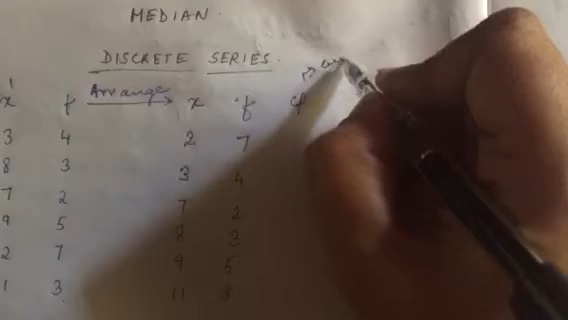 MEDIAN
DISCRETE SERIES.
x f Arrange x f cf
3 4 2 7
8 3 3 4
7 2 7 2
9 5 8 3
2 7 9 5
1 3 11 3